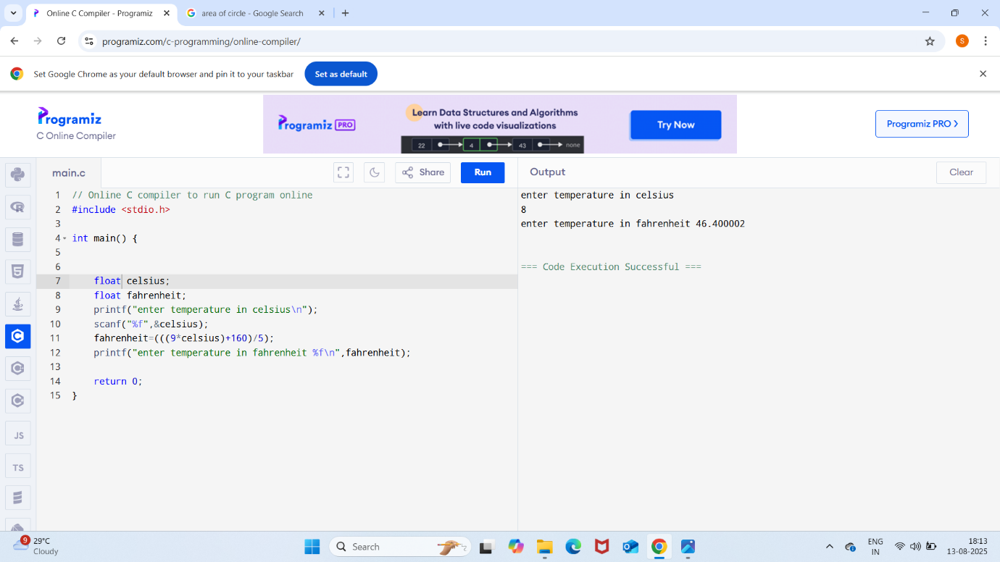 Online C Compiler - Programiz
area of circle - Google Search
programiz.com/c-programming/online-compiler/
S
Set Google Chrome as your default browser and pin it to your taskbar
Set as default
Programiz
C Online Compiler
Programiz PRO
Learn Data Structures and Algorithms
with live code visualizations
22 4 43 none
Try Now
Programiz PRO
main.c
Share
Run
Output
Clear
1 // Online C compiler to run C program online
2 #include <stdio.h>
3
4 int main() {
5
6
7 float celsius;
8 float fahrenheit;
9 printf("enter temperature in celsius\n");
10 scanf("%f",&celsius);
11 fahrenheit=(((9*celsius)+160)/5);
12 printf("enter temperature in fahrenheit %f\n",fahrenheit);
13
14 return 0;
15 }
enter temperature in celsius
8
enter temperature in fahrenheit 46.400002
=== Code Execution Successful ===
JS
TS
9
29°C
Cloudy
Search
ENG
IN
18:13
13-08-2025